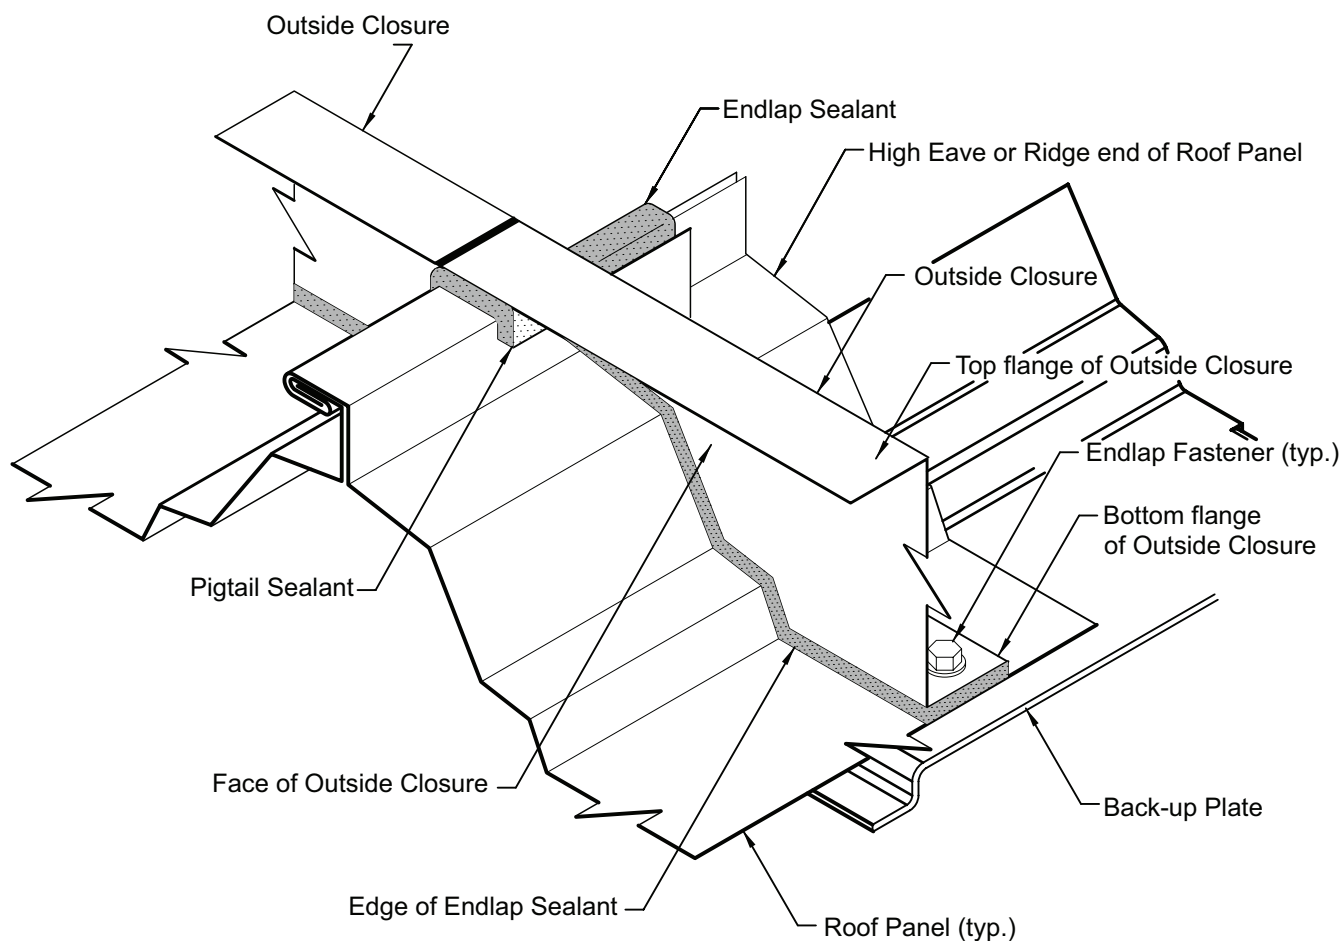 Outside Closure
Endlap Sealant
High Eave or Ridge end of Roof Panel
Outside Closure
Top flange of Outside Closure
Endlap Fastener (typ.)
Bottom flange
of Outside Closure
Pigtail Sealant
Face of Outside Closure
Back-up Plate
Edge of Endlap Sealant
Roof Panel (typ.)